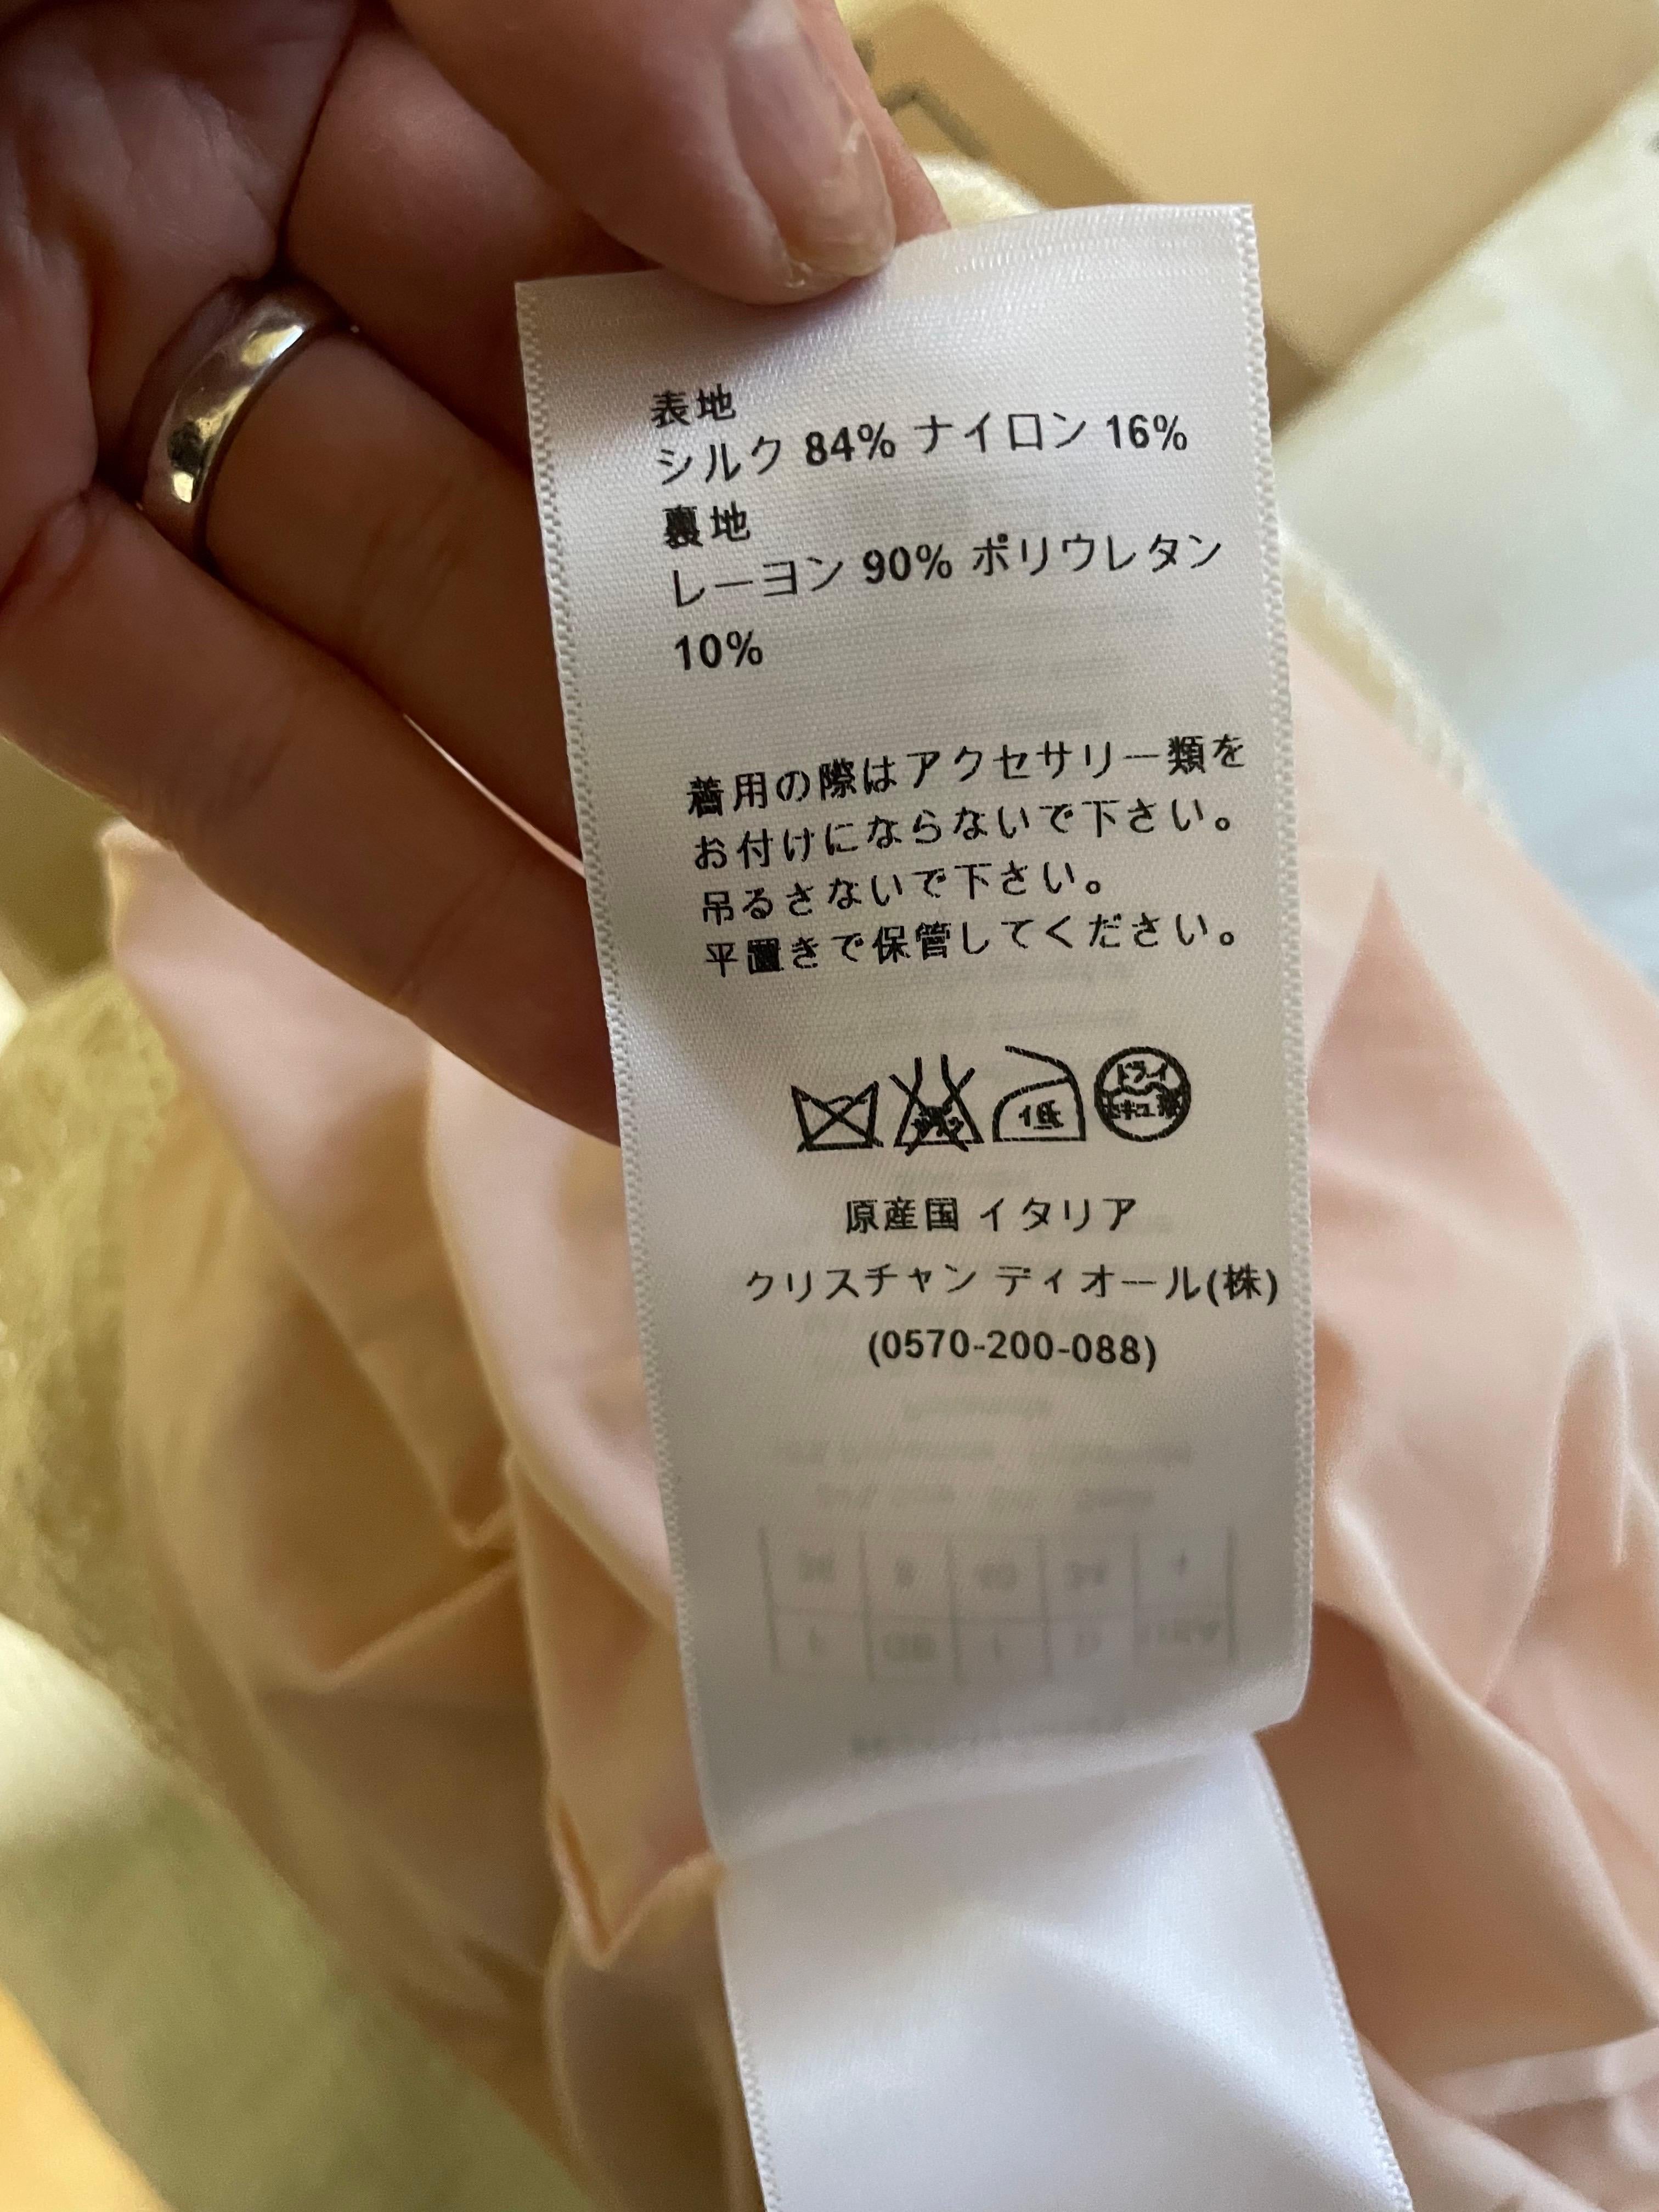 表地
シルク 84% ナイロン 16%
裏地
レーヨン 90% ポリウレタン
10%
着用の際はアクセサリー類を
お付けにならないで下さい。
吊るさないで下さい。
平置きで保管してください。
低
ドライ
原産国 イタリア
クリスチャン ディオール(株)
(0570-200-088)